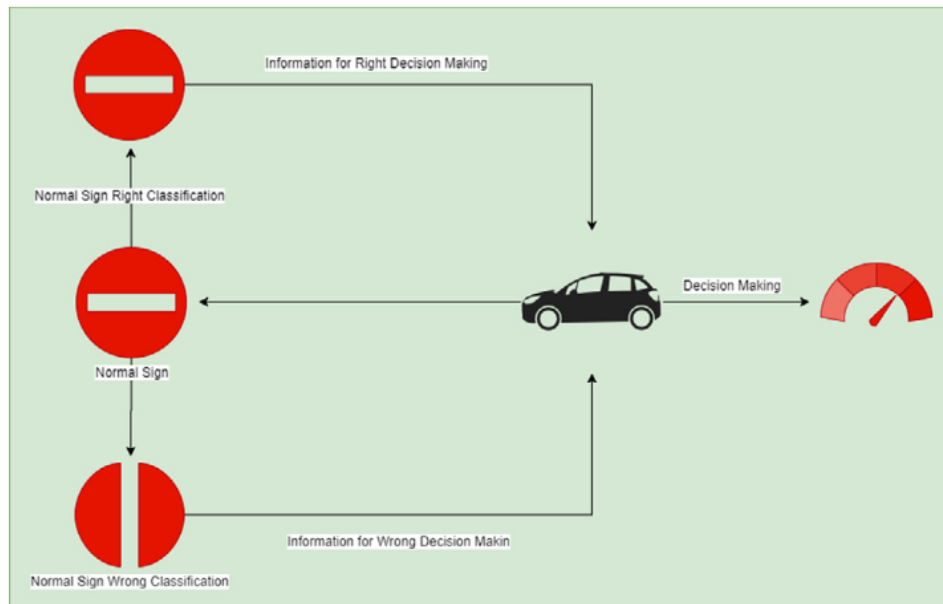 Information for Right Decision Making
Normal Sign Right Classification
Decision Making
Normal Sign
Information for Wrong Decision Makin
Normal Sign Wrong Classification